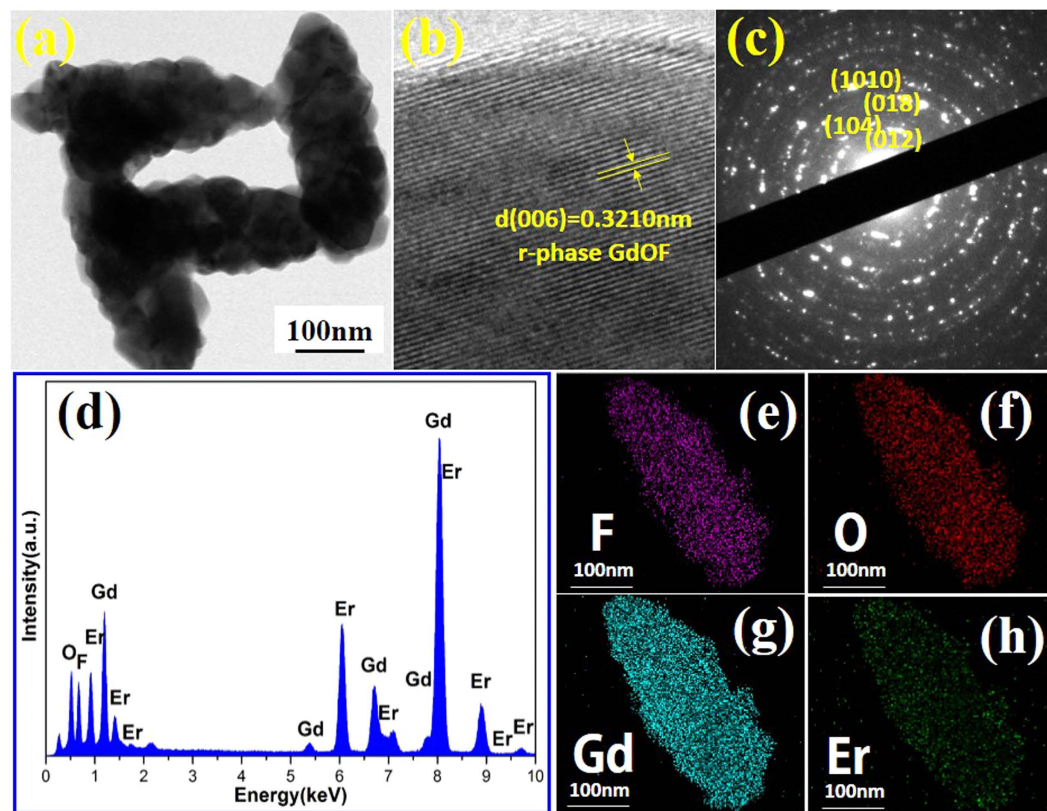 (a)
100nm
(b)
d(006)=0.3210nm
r-phase GdOF
(c)
(1010)
(018)
(104)
(012)
(d)
Intensity(a.u.)
Gd
Er
Gd
Er
O
F
Er
Er
Er
Gd
Er
Gd
Er
Gd
Er
Er
Er
0 1 2 3 4 5 6 7 8 9 10
Energy(keV)
(e)
F
100nm
(f)
O
100nm
(g)
Gd
100nm
(h)
Er
100nm